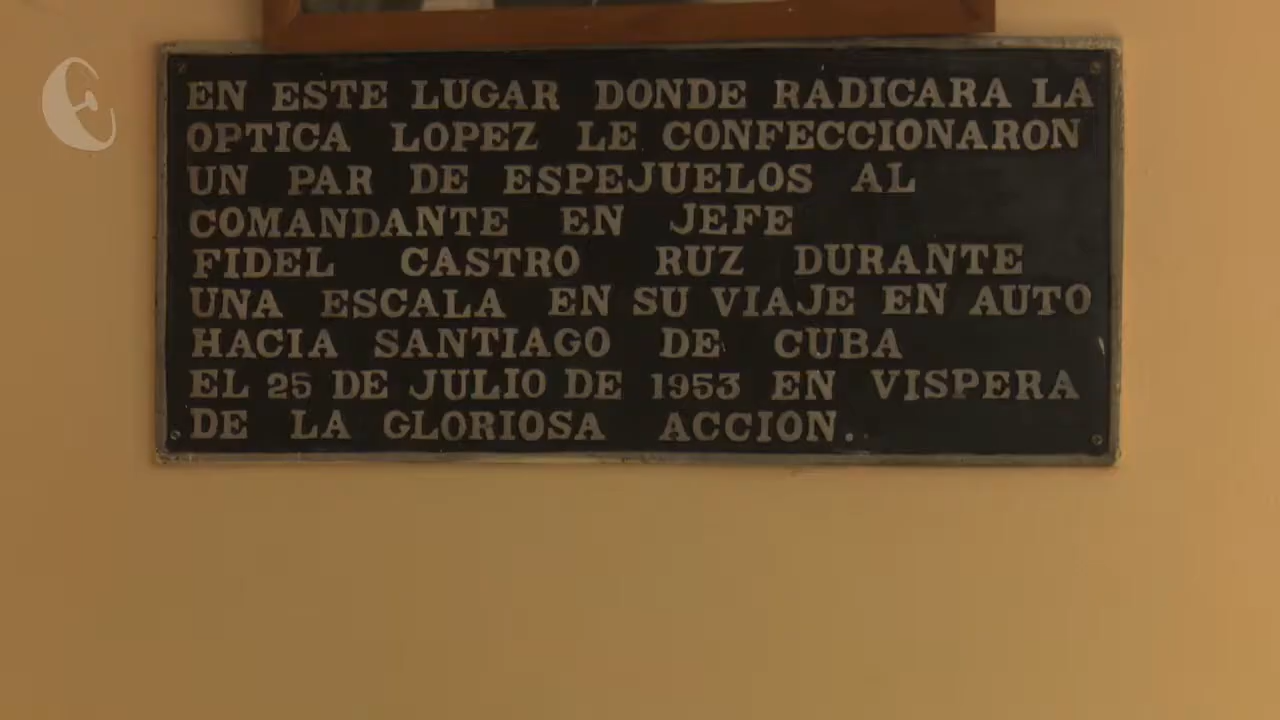 EN ESTE LUGAR DONDE RADICARA LA
OPTICA LOPEZ LE CONFECCIONARON
UN PAR DE ESPEJUELOS AL
COMANDANTE EN JEFE
FIDEL CASTRO RUZ DURANTE
UNA ESCALA EN SU VIAJE EN AUTO
HACIA SANTIAGO DE CUBA
EL 25 DE JULIO DE 1953 EN VISPERA
DE LA GLORIOSA ACCION.